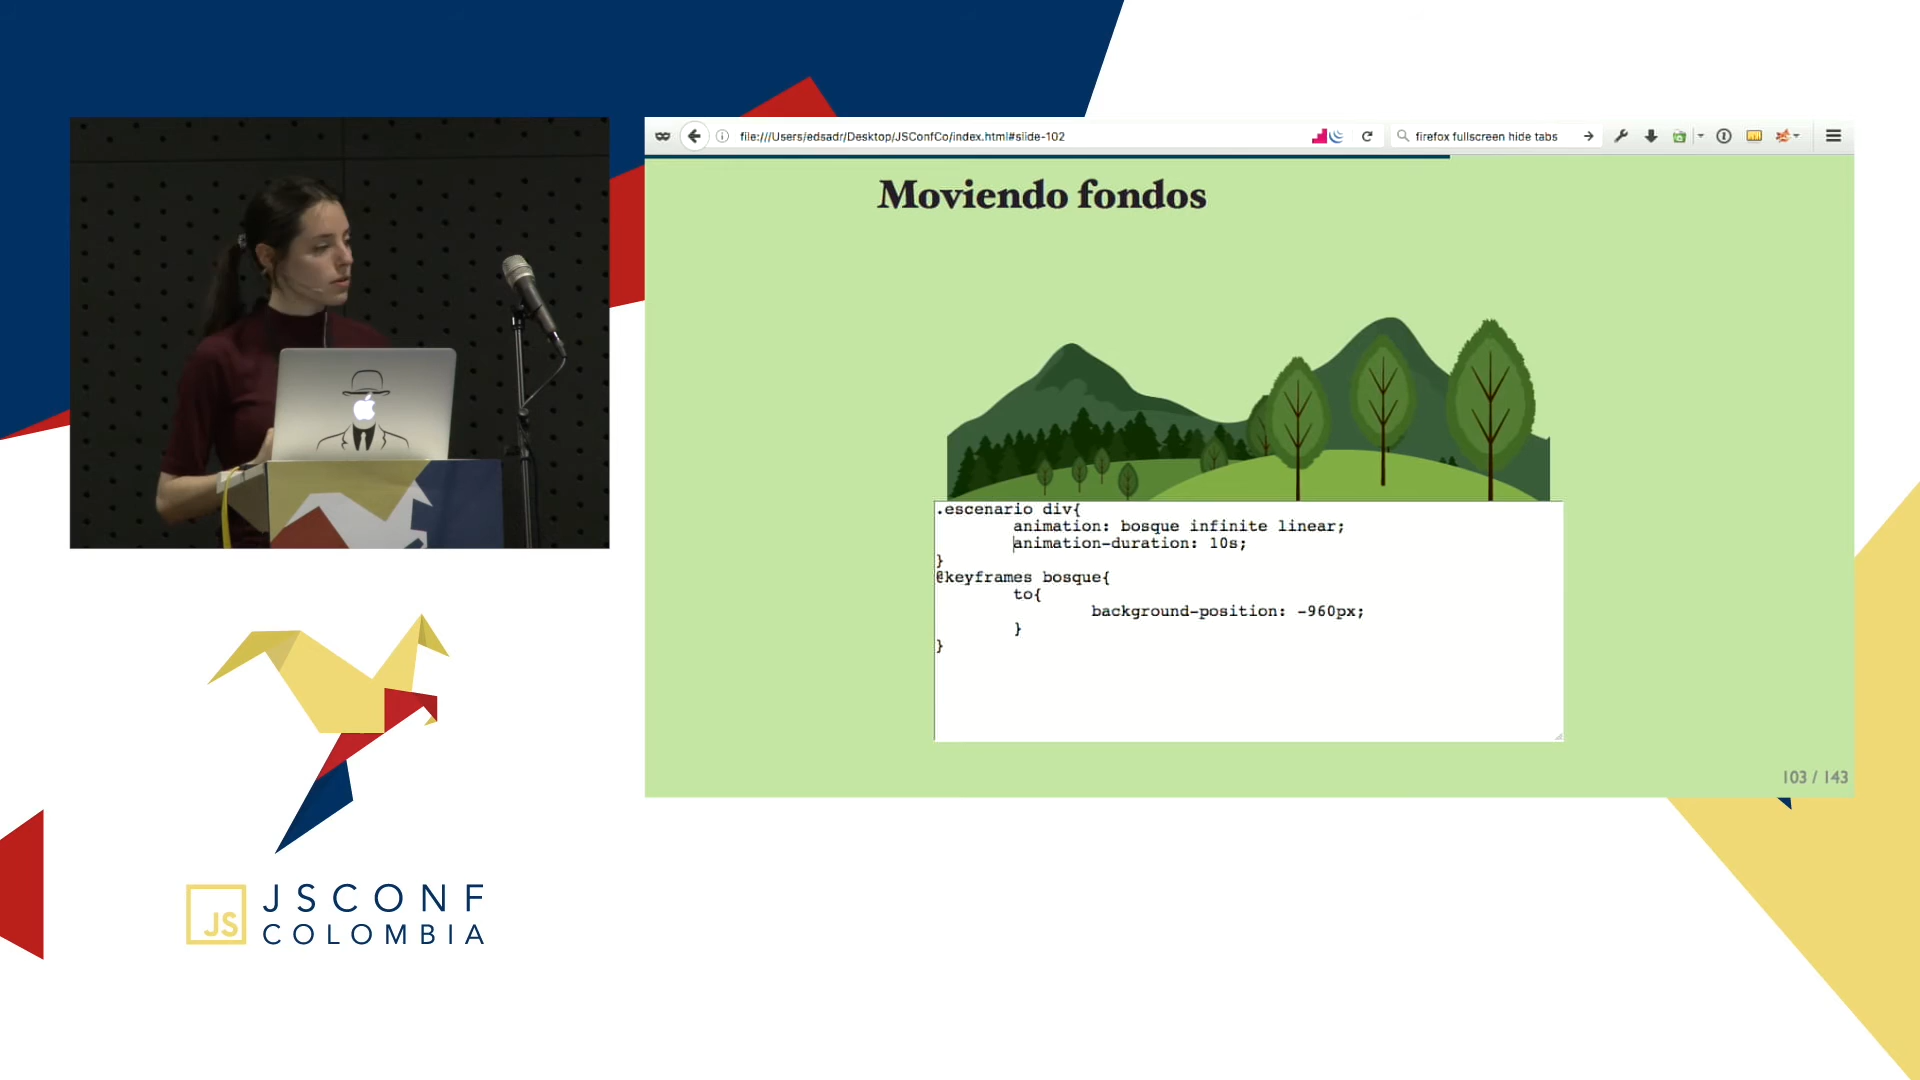 file:///Users/edsadr/Desktop/JSConfCo/index.html#slide-102
firefox fullscreen hide tabs
Moviendo fondos
.escenario div{
animation: bosque infinite linear;
animation-duration: 10s;
}
@keyframes bosque{
to{
background-position: -960px;
}
}
103 / 143
JS
JSCONF
COLOMBIA